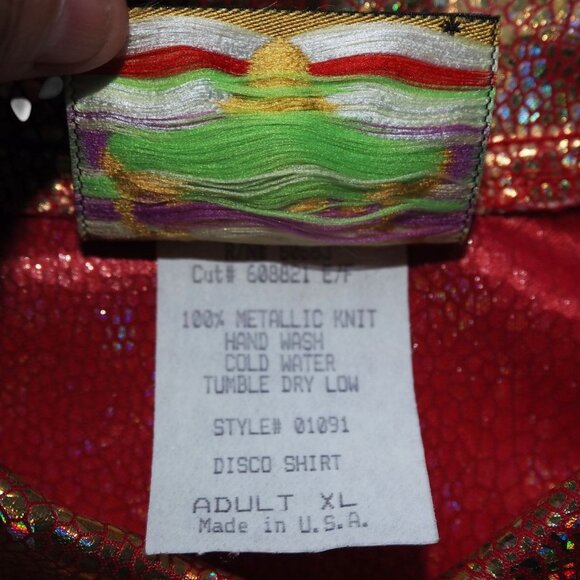 Cut# 608821 E/F
100% METALLIC KNIT
HAND WASH
COLD WATER
TUMBLE DRY LOW
STYLE# 01091
DISCO SHIRT
ADULT XL
Made in U.S.A.